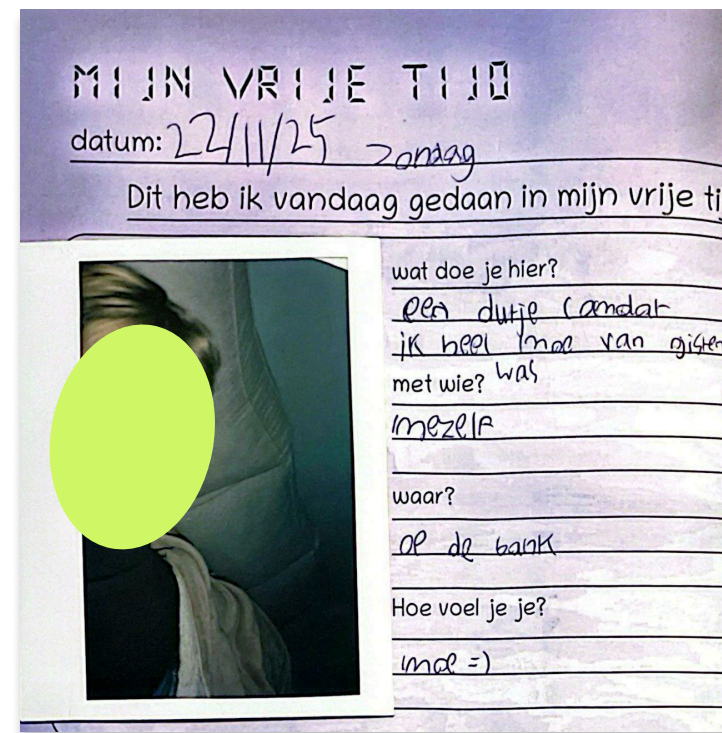 MIJN VRIJE TIJD
datum: 22/11/25 zondag
Dit heb ik vandaag gedaan in mijn vrije ti
wat doe je hier?
een dutje (omdat
ik heel moe van gister
was
met wie?
mezelf
waar?
op de bank
Hoe voel je je?
moe =)